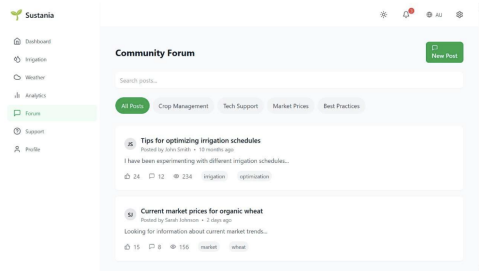 Sustania
AU
Dashboard
Irrigation
Weather
Analytics
Forum
Support
Profile
Community Forum
New Post
Search posts...
All Posts
Crop Management
Tech Support
Market Prices
Best Practices
JS
Tips for optimizing irrigation schedules
Posted by John Smith • 10 months ago
I have been experimenting with different irrigation schedules...
24 12 234 irrigation optimization
SJ
Current market prices for organic wheat
Posted by Sarah Johnson • 2 days ago
Looking for information about current market trends...
15 8 156 market wheat